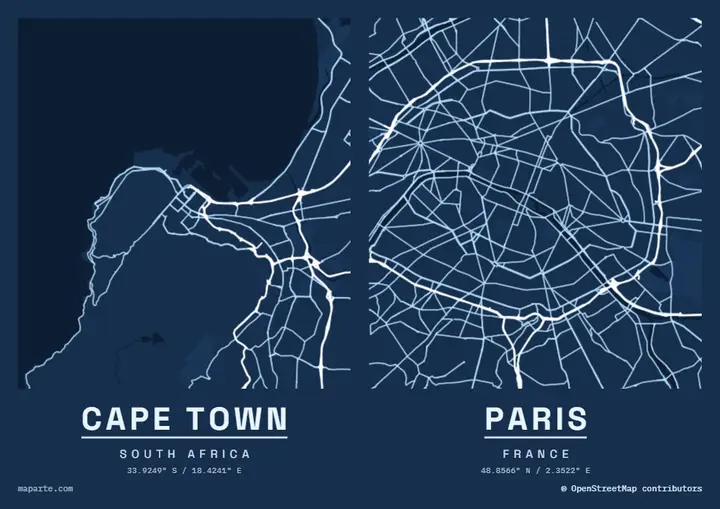 CAPE TOWN
SOUTH AFRICA
33.9249° S / 18.4241° E
PARIS
FRANCE
48.8566° N / 2.3522° E
maparte.com
© OpenStreetMap contributors